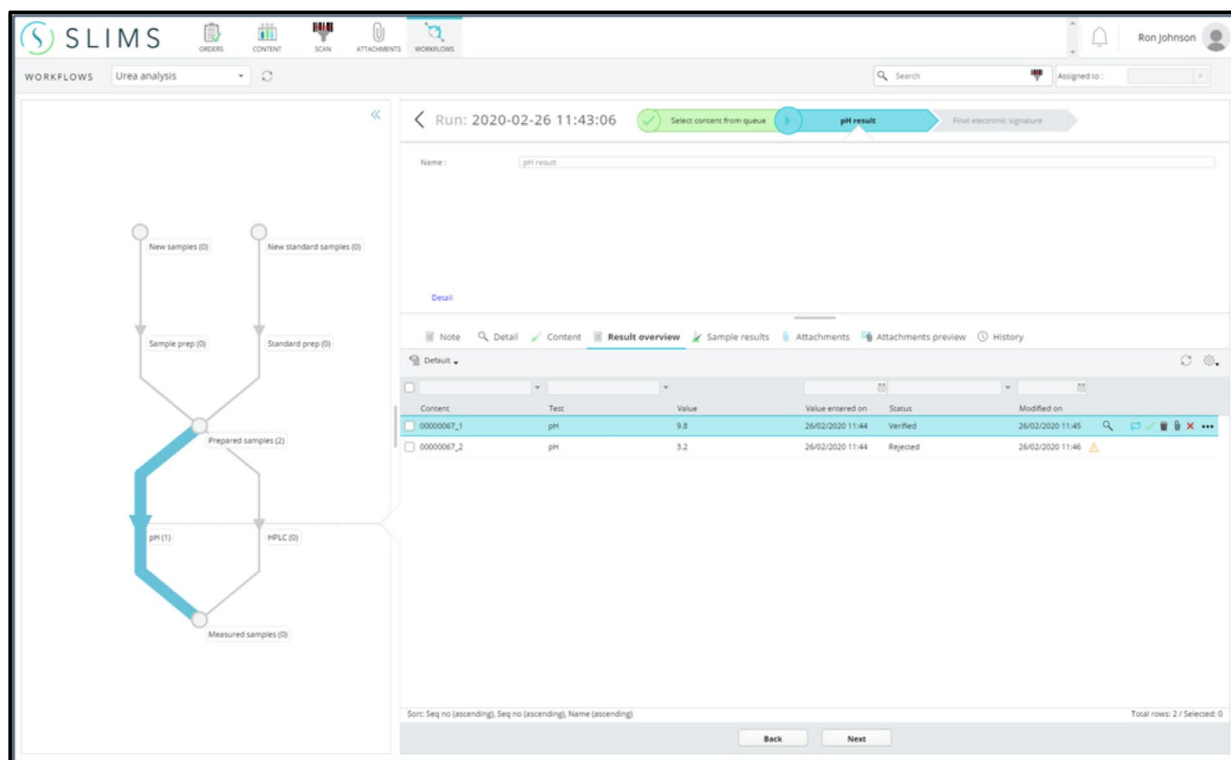 SLIMS
ORDERS CONTENT SCAN ATTACHMENTS WORKFLOWS
Ron Johnson
WORKFLOWS Urea analysis
Search
Assigned to :
Run: 2020-02-26 11:43:06
Select content from queue
pH result
Final electronic signature
Name : pH result
New samples (0)
New standard samples (0)
Sample prep (0)
Standard prep (0)
Prepared samples (2)
pH (1)
HPLC (0)
Measured samples (0)
Detail
Note Detail Content Result overview Sample results Attachments Attachments preview History
Default
Content Test Value Value entered on Status Modified on
00000067_1 pH 9.8 26/02/2020 11:44 Verified 26/02/2020 11:45
00000067_2 pH 3.2 26/02/2020 11:44 Rejected 26/02/2020 11:46
Sort: Seq no (ascending), Seq no (ascending), Name (ascending)
Total rows: 2 / Selected: 0
Back Next